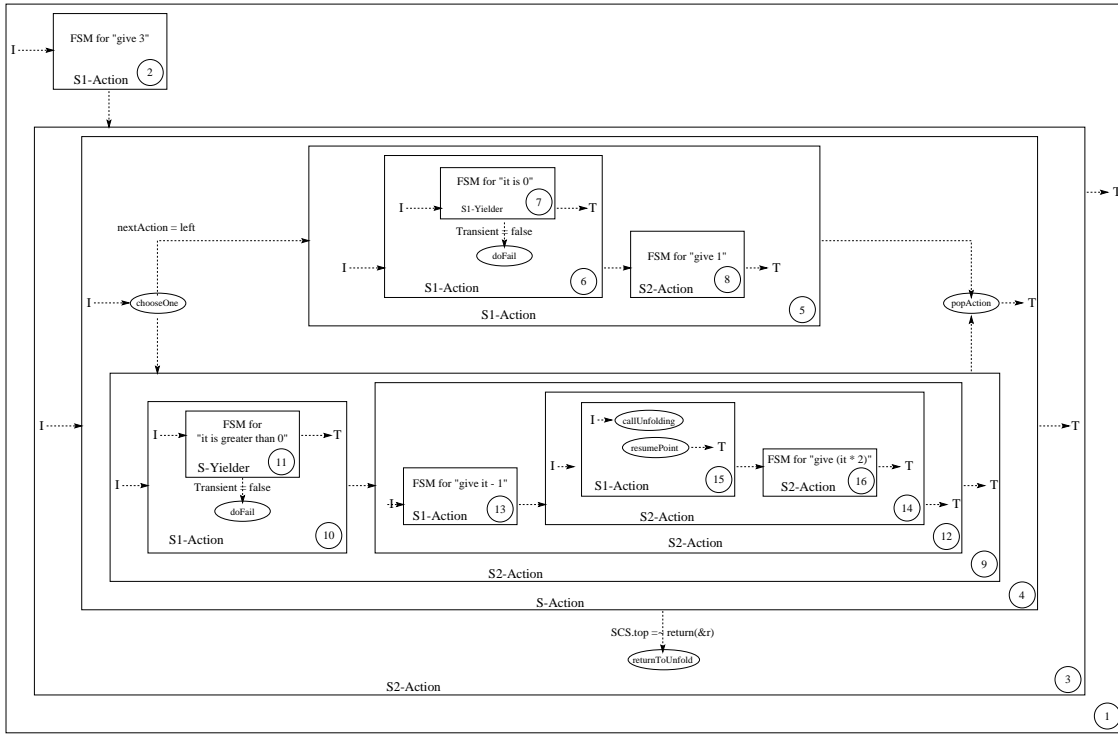 FSM for "give 3"
I
S1-Action
2
FSM for "it is 0"
7
I
S1-Yielder
T
Transient = false
doFail
I
6
S1-Action
FSM for "give 1"
8
T
S2-Action
5
S1-Action
nextAction = left
I
chooseOne
popAction
T
T
FSM for
"it is greater than 0"
I
T
S-Yielder
11
Transient = false
doFail
I
10
S1-Action
I
FSM for "give it - 1"
S1-Action
13
I
callUnfolding
resumePoint
T
I
15
S1-Action
FSM for "give (it * 2)"
T
S2-Action
16
14
S2-Action
T
12
S2-Action
T
9
S2-Action
4
S-Action
I
T
SCS.top =~ return(&r)
returnToUnfold
3
S2-Action
1